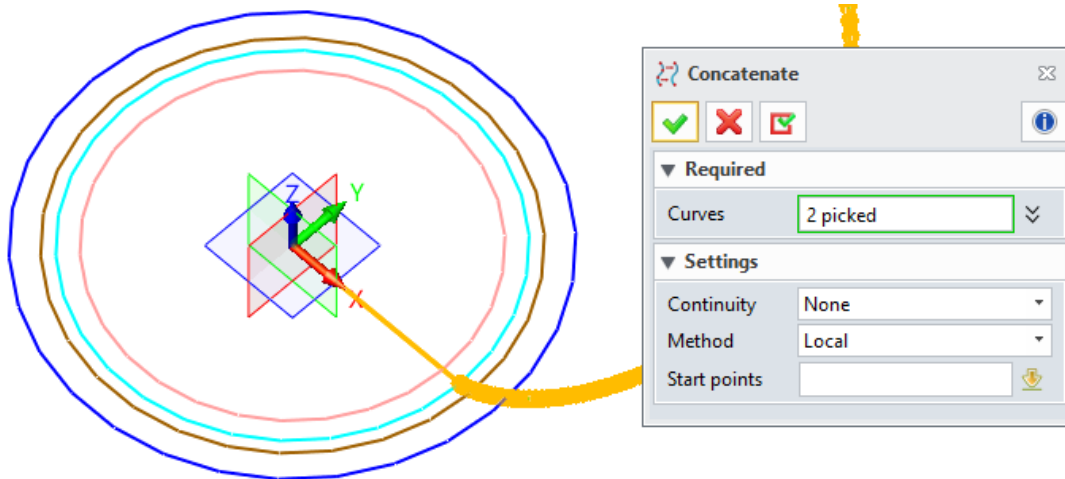 Concatenate
Required
Curves 2 picked
Settings
Continuity None
Method Local
Start points
Z
Y
X